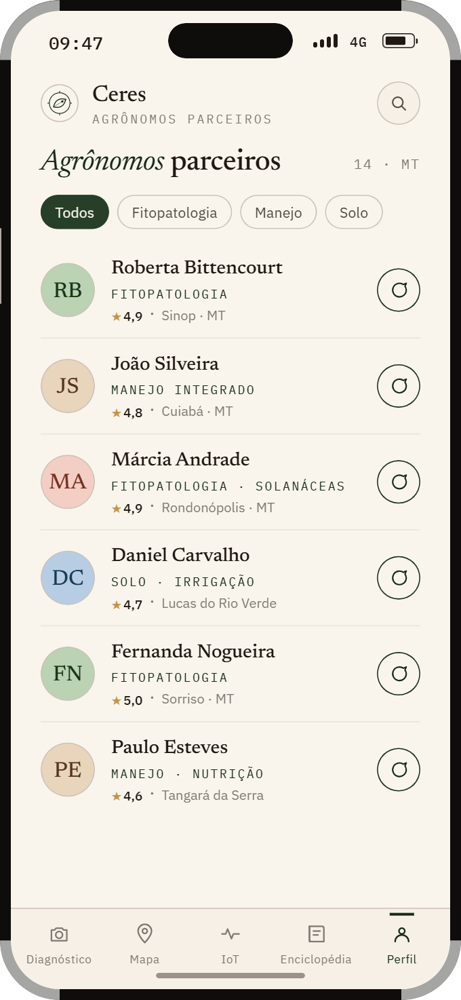 09:47
4G
Ceres
AGRÔNOMOS PARCEIROS
Agrônomos parceiros
14 · MT
Todos
Fitopatologia
Manejo
Solo
RB
Roberta Bittencourt
FITOPATOLOGIA
★4,9 · Sinop · MT
JS
João Silveira
MANEJO INTEGRADO
★4,8 · Cuiabá · MT
MA
Márcia Andrade
FITOPATOLOGIA · SOLANÁCEAS
★4,9 · Rondonópolis · MT
DC
Daniel Carvalho
SOLO · IRRIGAÇÃO
★4,7 · Lucas do Rio Verde
FN
Fernanda Nogueira
FITOPATOLOGIA
★5,0 · Sorriso · MT
PE
Paulo Esteves
MANEJO · NUTRIÇÃO
★4,6 · Tangará da Serra
Diagnóstico
Mapa
IoT
Enciclopédia
Perfil